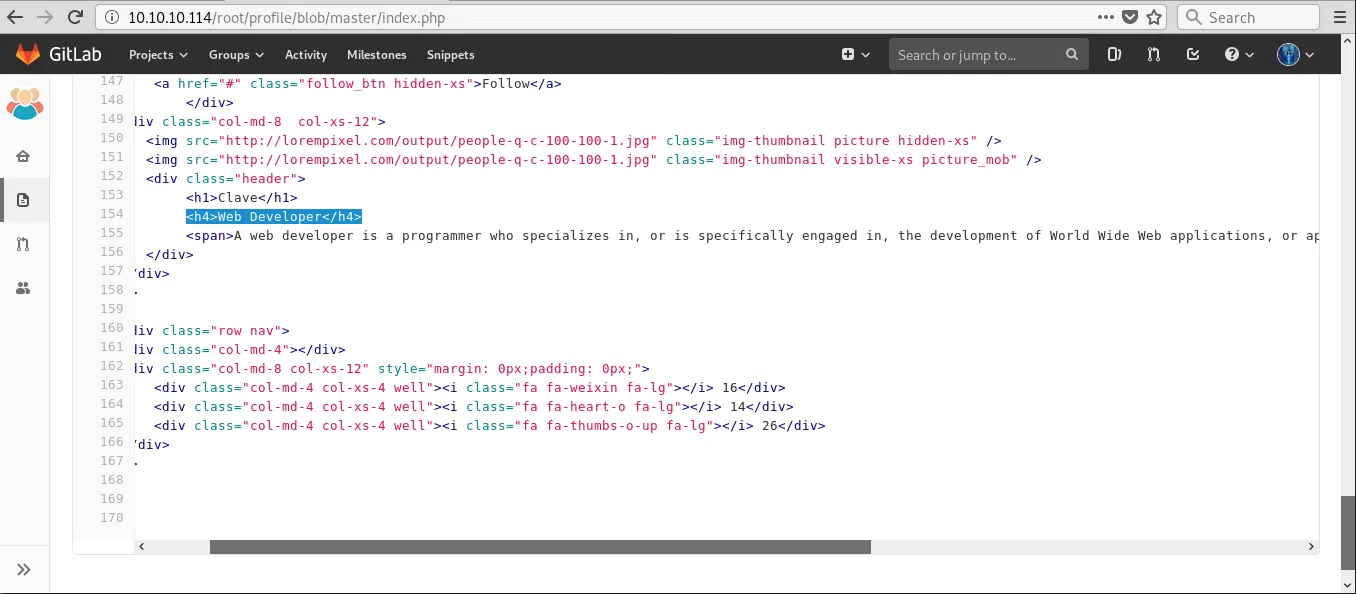 10.10.10.114/root/profile/blob/master/index.php
Search
GitLab Projects Groups Activity Milestones Snippets Search or jump to...
147 <a href="#" class="follow_btn hidden-xs">Follow</a>
148 </div>
149 div class="col-md-8  col-xs-12">
150 <img src="http://lorempixel.com/output/people-q-c-100-100-1.jpg" class="img-thumbnail picture hidden-xs" />
151 <img src="http://lorempixel.com/output/people-q-c-100-100-1.jpg" class="img-thumbnail visible-xs picture_mob" />
152 <div class="header">
153 <h1>Clave</h1>
154 <h4>Web Developer</h4>
155 <span>A web developer is a programmer who specializes in, or is specifically engaged in, the development of World Wide Web applications, or ap
156 </div>
157 /div>
158
159
160 div class="row nav">
161 div class="col-md-4"></div>
162 div class="col-md-8 col-xs-12" style="margin: 0px;padding: 0px;">
163 <div class="col-md-4 col-xs-4 well"><i class="fa fa-weixin fa-lg"></i> 16</div>
164 <div class="col-md-4 col-xs-4 well"><i class="fa fa-heart-o fa-lg"></i> 14</div>
165 <div class="col-md-4 col-xs-4 well"><i class="fa fa-thumbs-o-up fa-lg"></i> 26</div>
166 /div>
167
168
169
170